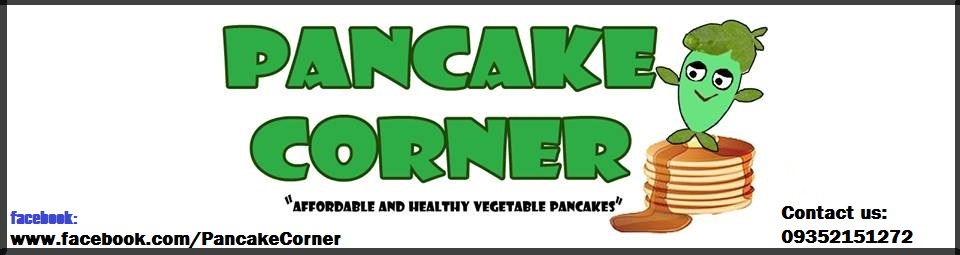 PANCAKE
CORNER
"AFFORDABLE AND HEALTHY VEGETABLE PANCAKES"
facebook:
www.facebook.com/PancakeCorner
Contact us:
09352151272